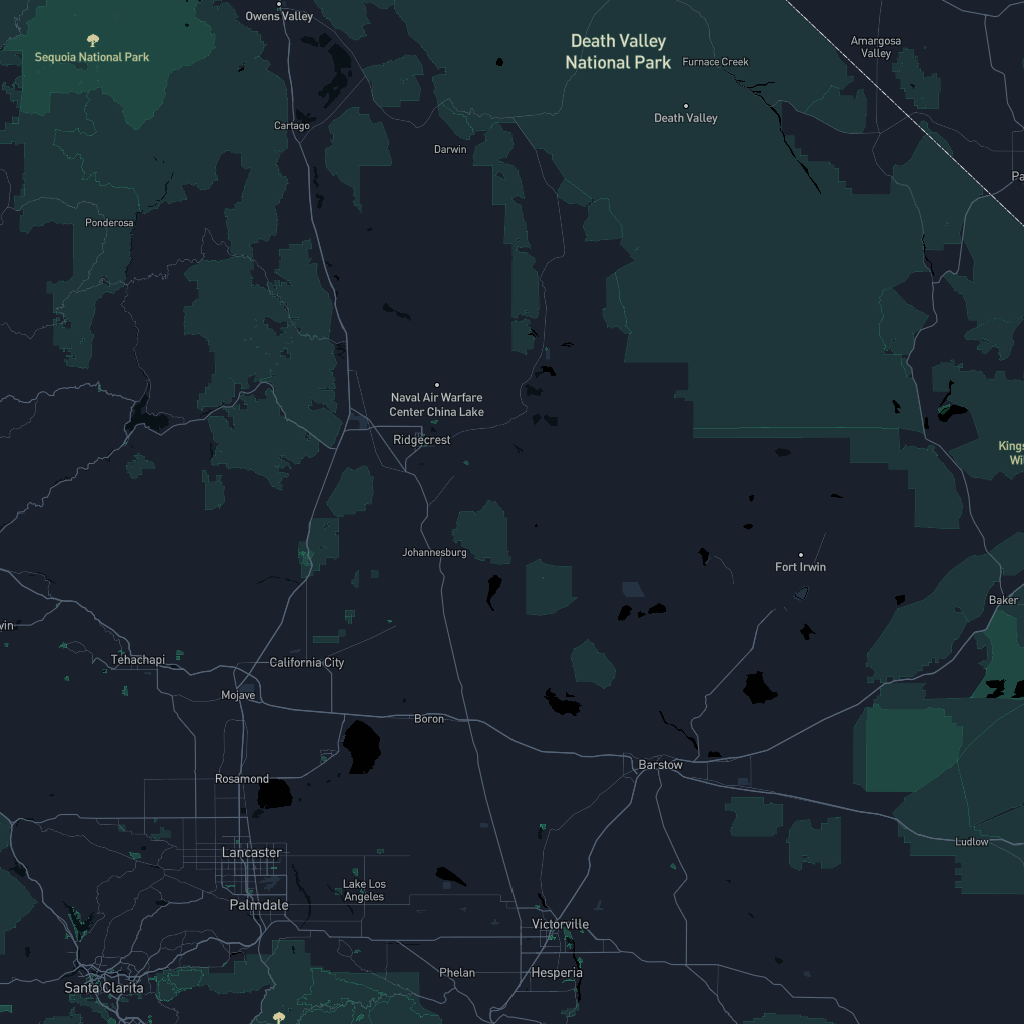 Owens Valley
Sequoia National Park
Death Valley
National Park
Furnace Creek
Amargosa
Valley
Death Valley
Cartago
Darwin
Pa
Ponderosa
Naval Air Warfare
Center China Lake
Ridgecrest
Kings
Wil
Johannesburg
Fort Irwin
Baker
vin
Tehachapi
California City
Mojave
Boron
Barstow
Rosamond
Ludlow
Lancaster
Lake Los
Angeles
Palmdale
Victorville
Phelan
Hesperia
Santa Clarita